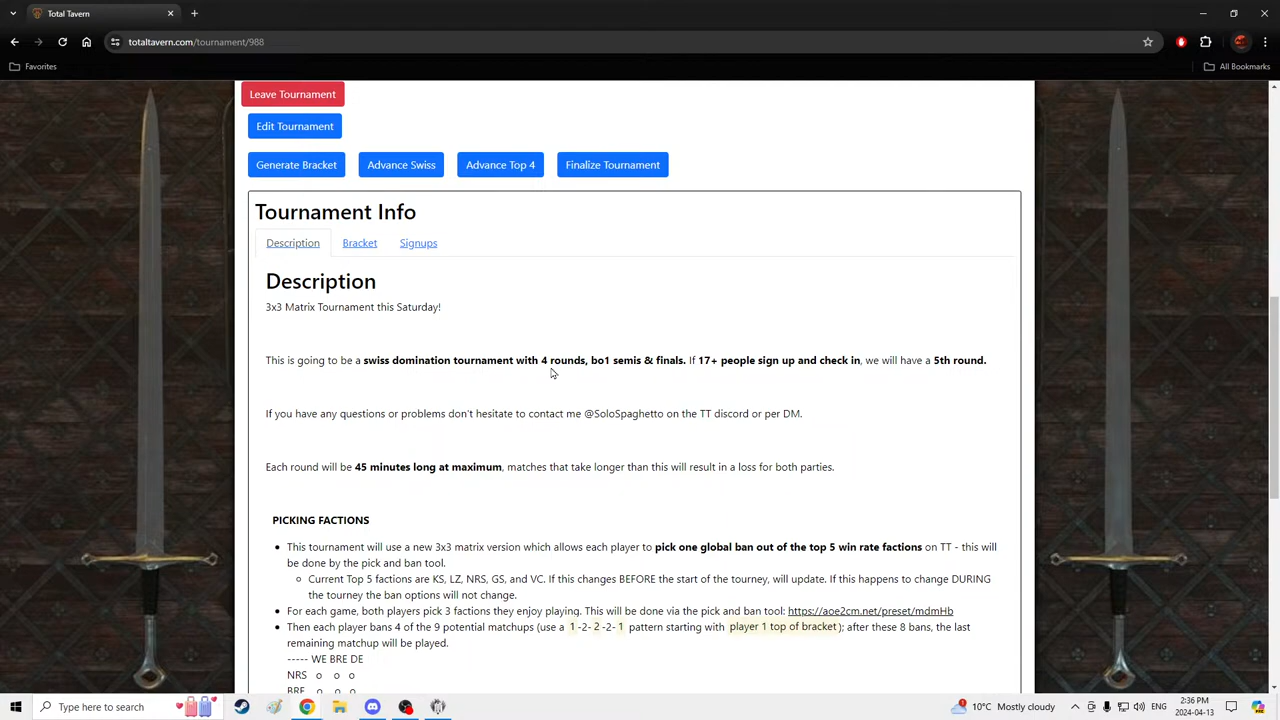 Total Tavern
totaltavern.com/tournament/988
Favorites
All Bookmarks
Leave Tournament
Edit Tournament
Generate Bracket Advance Swiss Advance Top 4 Finalize Tournament
Tournament Info
Description Bracket Signups
Description
3x3 Matrix Tournament this Saturday!
This is going to be a swiss domination tournament with 4 rounds, bo1 semis & finals. If 17+ people sign up and check in, we will have a 5th round.
If you have any questions or problems don't hesitate to contact me @SoloSpaghetto on the TT discord or per DM.
Each round will be 45 minutes long at maximum, matches that take longer than this will result in a loss for both parties.
PICKING FACTIONS
This tournament will use a new 3x3 matrix version which allows each player to pick one global ban out of the top 5 win rate factions on TT - this will
be done by the pick and ban tool.
Current Top 5 factions are KS, LZ, NRS, GS, and VC. If this changes BEFORE the start of the tourney, will update. If this happens to change DURING
the tourney the ban options will not change.
For each game, both players pick 3 factions they enjoy playing. This will be done via the pick and ban tool: https://aoe2cm.net/preset/mdmHb
Then each player bans 4 of the 9 potential matchups (use a 1 -2- 2 -2- 1 pattern starting with player 1 top of bracket); after these 8 bans, the last
remaining matchup will be played.
----- WE BRE DE
NRS o o o
BRE o o o
Type here to search
10°C Mostly cloudy
2:36 PM
2024-04-13